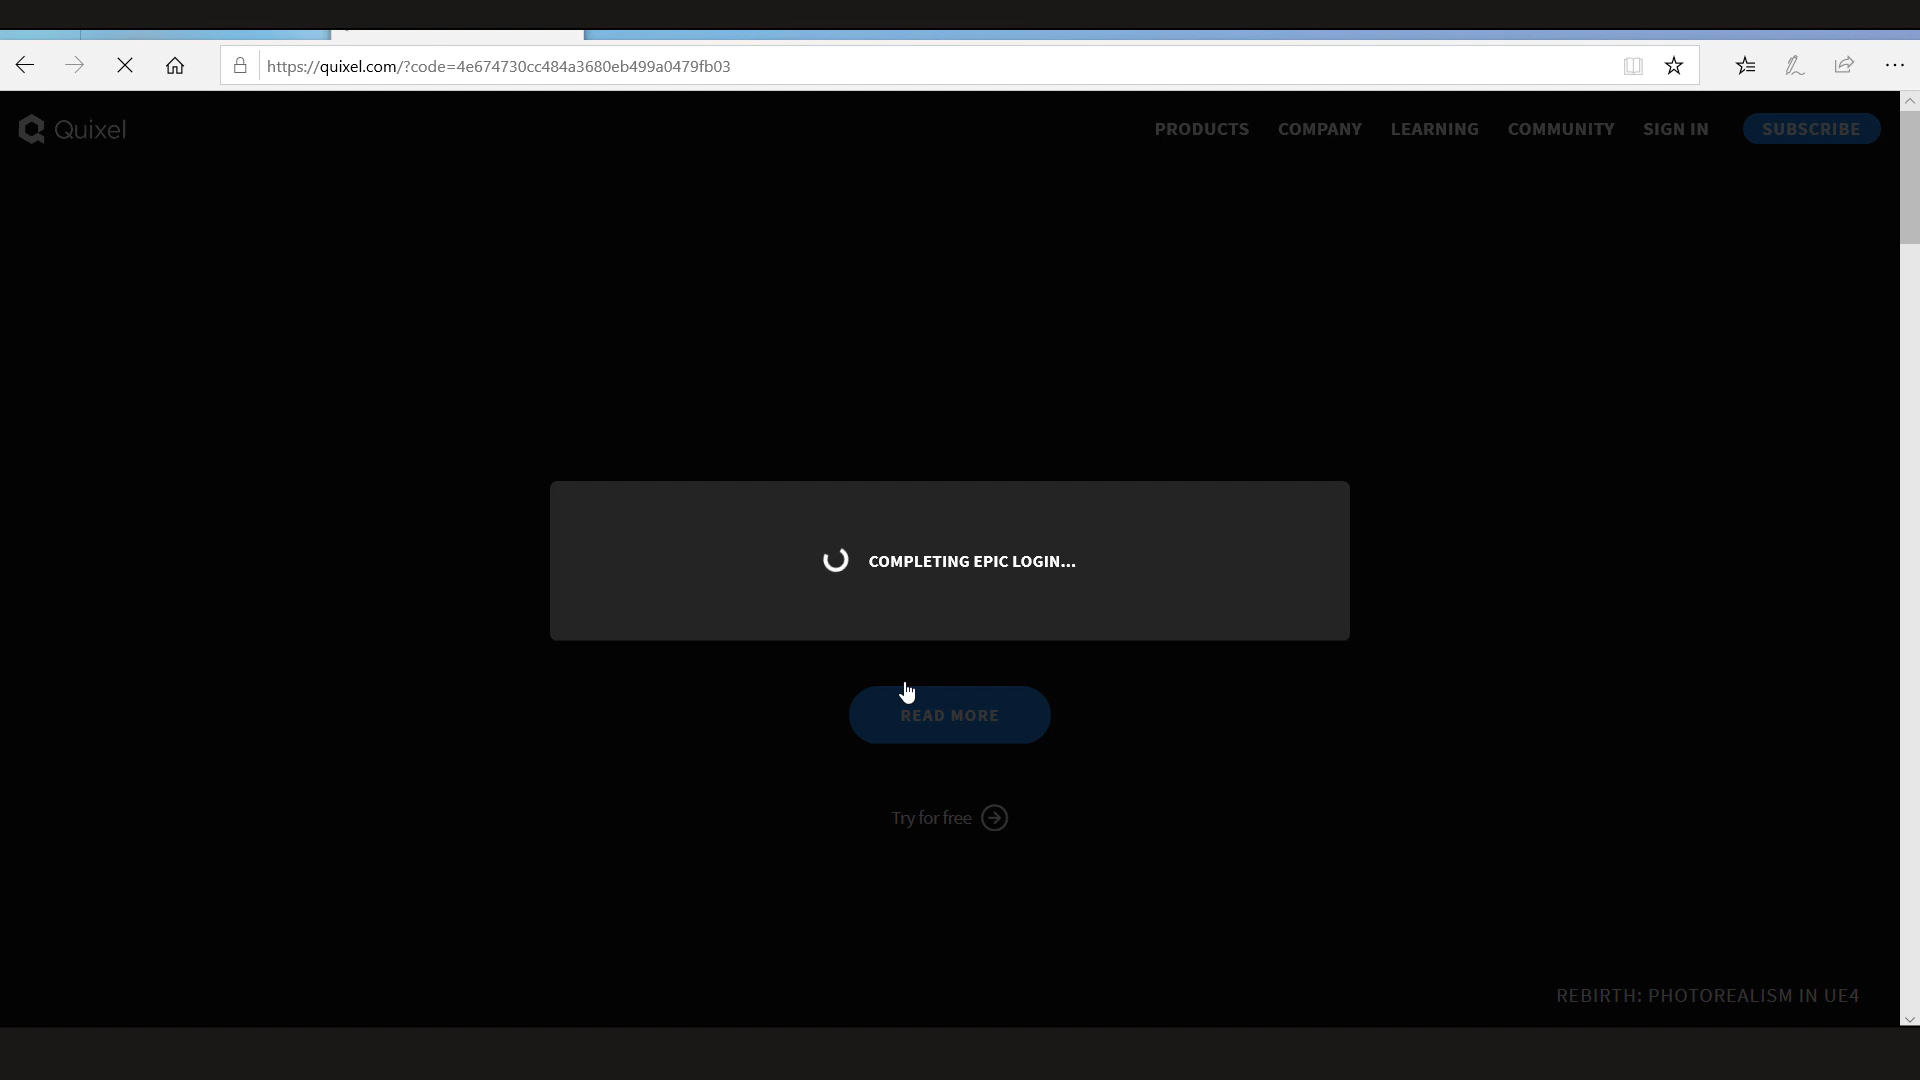 https://quixel.com/?code=4e674730cc484a3680eb499a0479fb03
Quixel
PRODUCTS COMPANY LEARNING COMMUNITY SIGN IN SUBSCRIBE
COMPLETING EPIC LOGIN...
READ MORE
Try for free
REBIRTH: PHOTOREALISM IN UE4